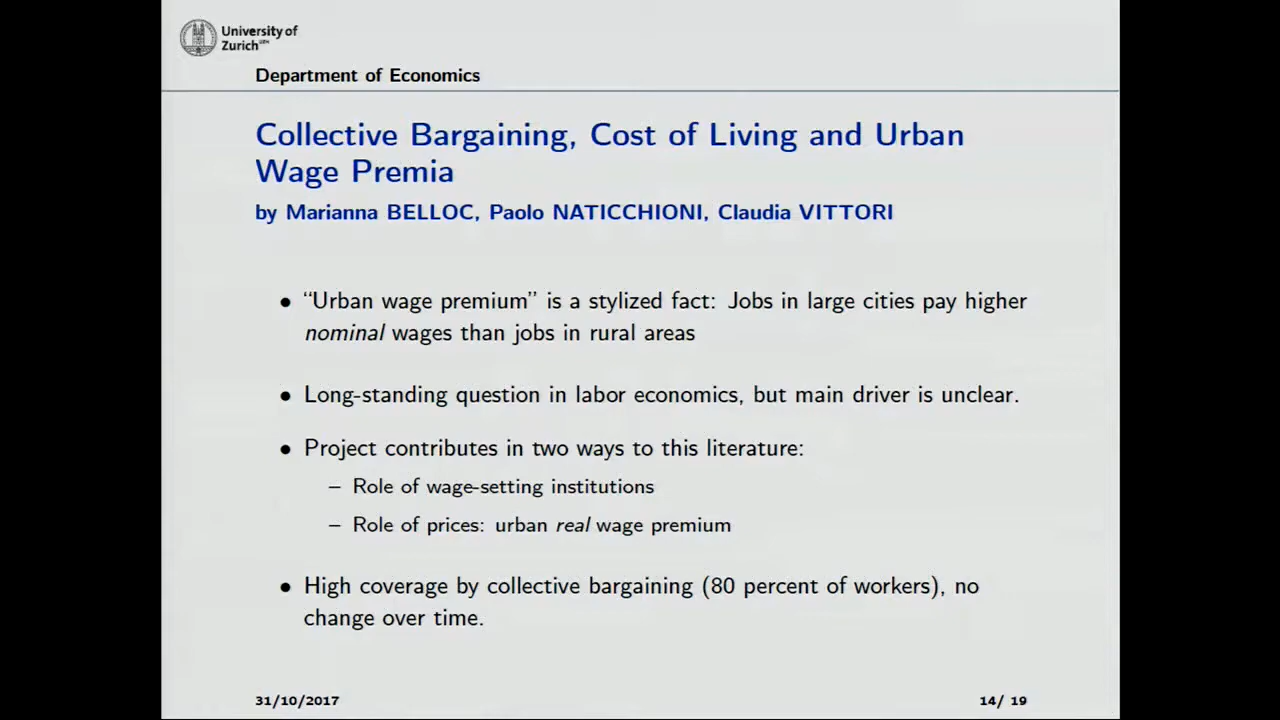 University of
Zurich UZH
Department of Economics
Collective Bargaining, Cost of Living and Urban
Wage Premia
by Marianna BELLOC, Paolo NATICCHIONI, Claudia VITTORI
• “Urban wage premium” is a stylized fact: Jobs in large cities pay higher
nominal wages than jobs in rural areas
• Long-standing question in labor economics, but main driver is unclear.
• Project contributes in two ways to this literature:
– Role of wage-setting institutions
– Role of prices: urban real wage premium
• High coverage by collective bargaining (80 percent of workers), no
change over time.
31/10/2017
14/ 19